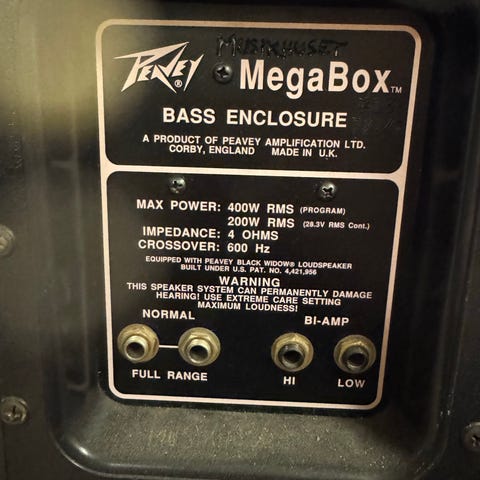 MUSIKHUSET
PEAVEY®
MegaBox™
BASS ENCLOSURE
A PRODUCT OF PEAVEY AMPLIFICATION LTD.
CORBY, ENGLAND MADE IN U.K.
MAX POWER: 400W RMS (PROGRAM)
200W RMS (28.3V RMS Cont.)
IMPEDANCE: 4 OHMS
CROSSOVER: 600 Hz
EQUIPPED WITH PEAVEY BLACK WIDOW® LOUDSPEAKER
BUILT UNDER U.S. PAT. NO. 4,421,956
WARNING
THIS SPEAKER SYSTEM CAN PERMANENTLY DAMAGE
HEARING! USE EXTREME CARE SETTING
MAXIMUM LOUDNESS!
NORMAL BI-AMP
FULL RANGE HI LOW